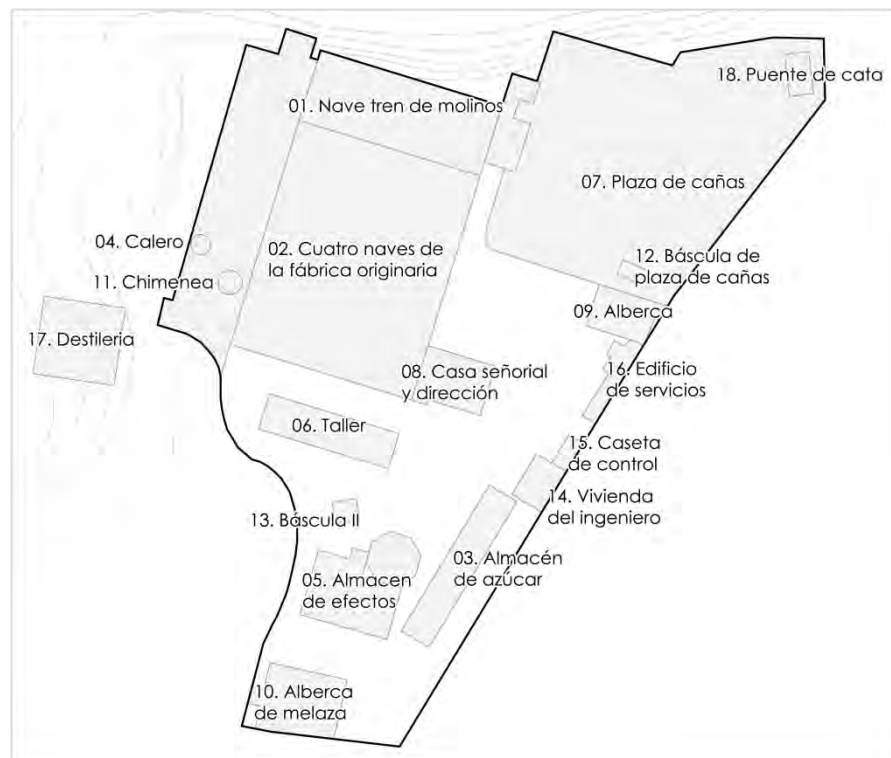 18. Puente de cata
01. Nave tren de molinos
07. Plaza de cañas
04. Calero
02. Cuatro naves de
la fábrica originaria
12. Báscula de
plaza de cañas
11. Chimenea
09. Alberca
17. Destileria
08. Casa señorial
y dirección
16. Edificio
de servicios
06. Taller
15. Caseta
de control
14. Vivienda
del ingeniero
13. Báscula II
03. Almacén
de azúcar
05. Almacen
de efectos
10. Alberca
de melaza